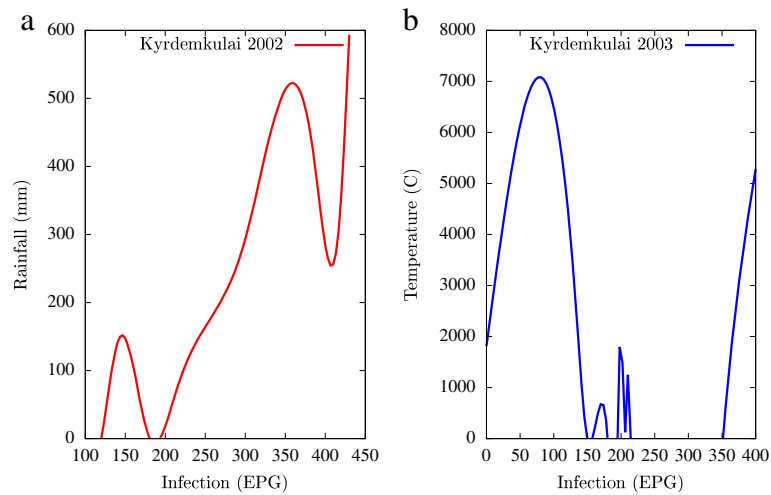 a
Kyrdemkulai 2002
600
500
400
300
200
100
0
100 150 200 250 300 350 400 450
Rainfall (mm)
Infection (EPG)
b
Kyrdemkulai 2003
8000
7000
6000
5000
4000
3000
2000
1000
0
0 50 100 150 200 250 300 350 400
Temperature (C)
Infection (EPG)